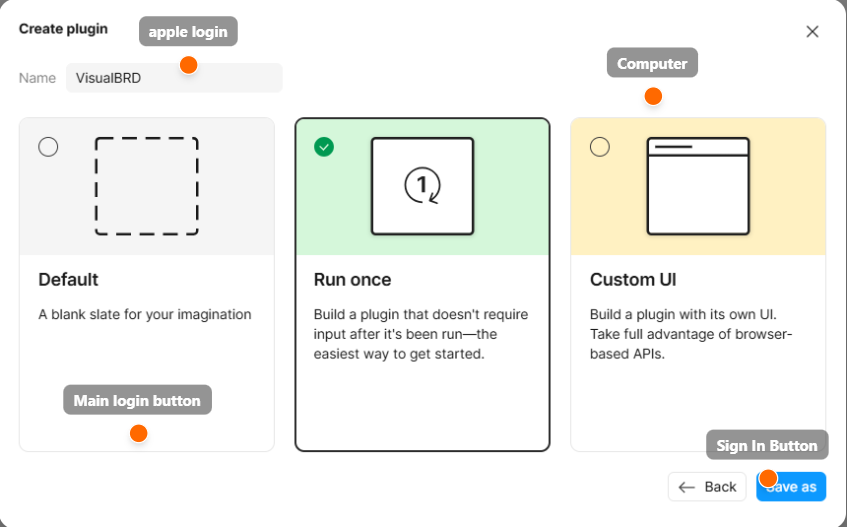 Create plugin
apple login
Name
VisualBRD
Computer
1
Default
A blank slate for your imagination
Main login button
Run once
Build a plugin that doesn't require
input after it's been run—the
easiest way to get started.
Custom UI
Build a plugin with its own UI.
Take full advantage of browser-
based APIs.
Sign In Button
Back
Save as